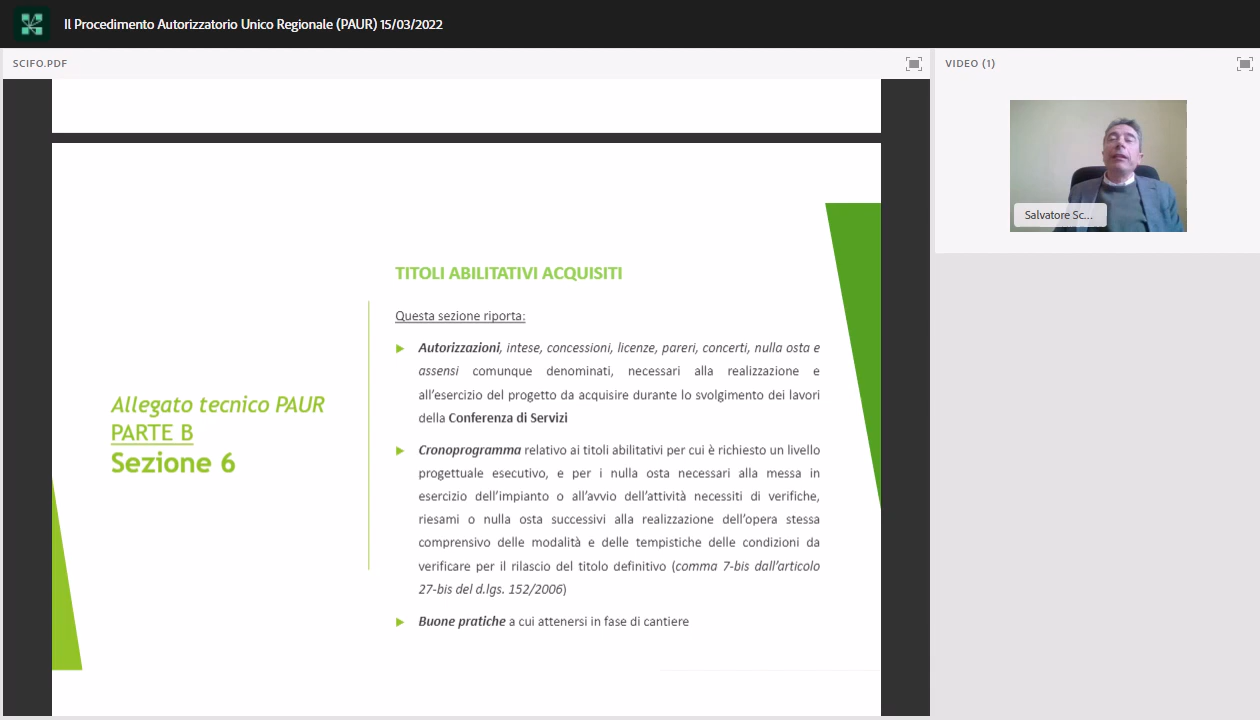 Il Procedimento Autorizzatorio Unico Regionale (PAUR) 15/03/2022
SCIFO.PDF
VIDEO (1)
Salvatore Sc...
Allegato tecnico PAUR
PARTE B
Sezione 6
TITOLI ABILITATIVI ACQUISITI
Questa sezione riporta:
Autorizzazioni, intese, concessioni, licenze, pareri, concerti, nulla osta e
assensi comunque denominati, necessari alla realizzazione e
all'esercizio del progetto da acquisire durante lo svolgimento dei lavori
della Conferenza di Servizi
Cronoprogramma relativo ai titoli abilitativi per cui è richiesto un livello
progettuale esecutivo, e per i nulla osta necessari alla messa in
esercizio dell'impianto o all'avvio dell'attività necessiti di verifiche,
riesami o nulla osta successivi alla realizzazione dell'opera stessa
comprensivo delle modalità e delle tempistiche delle condizioni da
verificare per il rilascio del titolo definitivo (comma 7-bis dall'articolo
27-bis del d.lgs. 152/2006)
Buone pratiche a cui attenersi in fase di cantiere